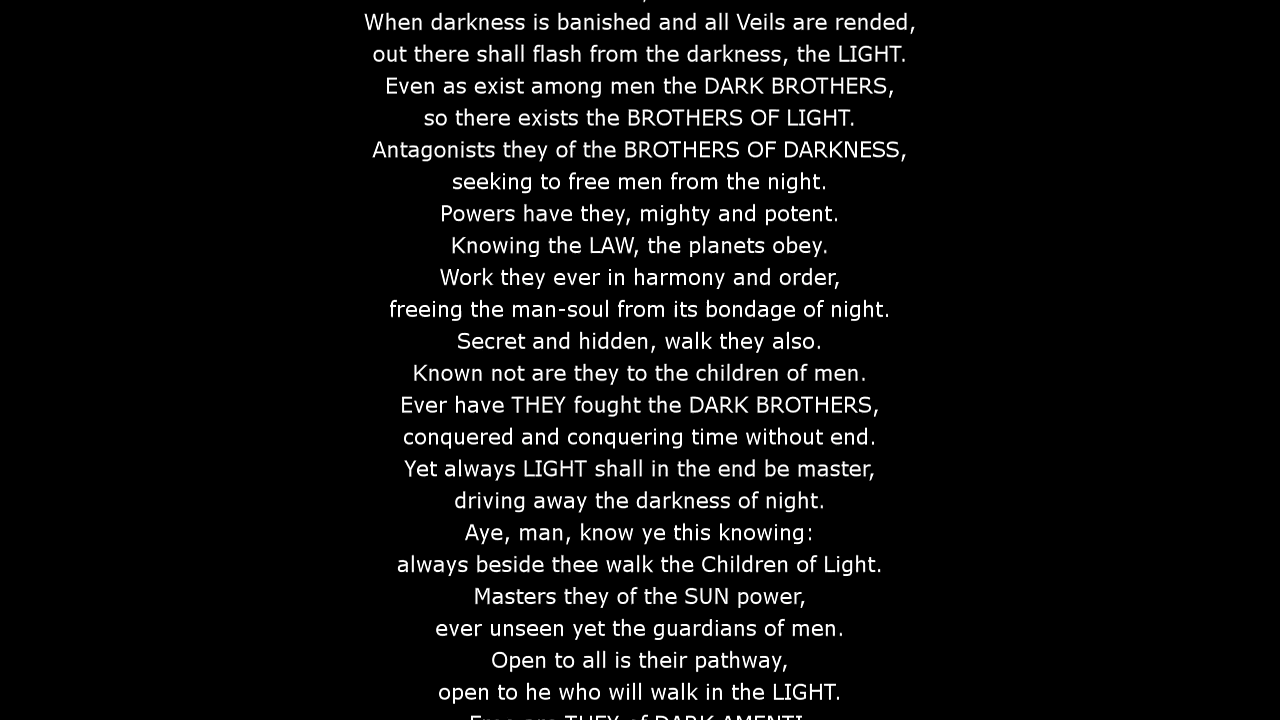 When darkness is banished and all Veils are rended,
out there shall flash from the darkness, the LIGHT.
Even as exist among men the DARK BROTHERS,
so there exists the BROTHERS OF LIGHT.
Antagonists they of the BROTHERS OF DARKNESS,
seeking to free men from the night.
Powers have they, mighty and potent.
Knowing the LAW, the planets obey.
Work they ever in harmony and order,
freeing the man-soul from its bondage of night.
Secret and hidden, walk they also.
Known not are they to the children of men.
Ever have THEY fought the DARK BROTHERS,
conquered and conquering time without end.
Yet always LIGHT shall in the end be master,
driving away the darkness of night.
Aye, man, know ye this knowing:
always beside thee walk the Children of Light.
Masters they of the SUN power,
ever unseen yet the guardians of men.
Open to all is their pathway,
open to he who will walk in the LIGHT.
Free are THEY of DARK AMENTI,